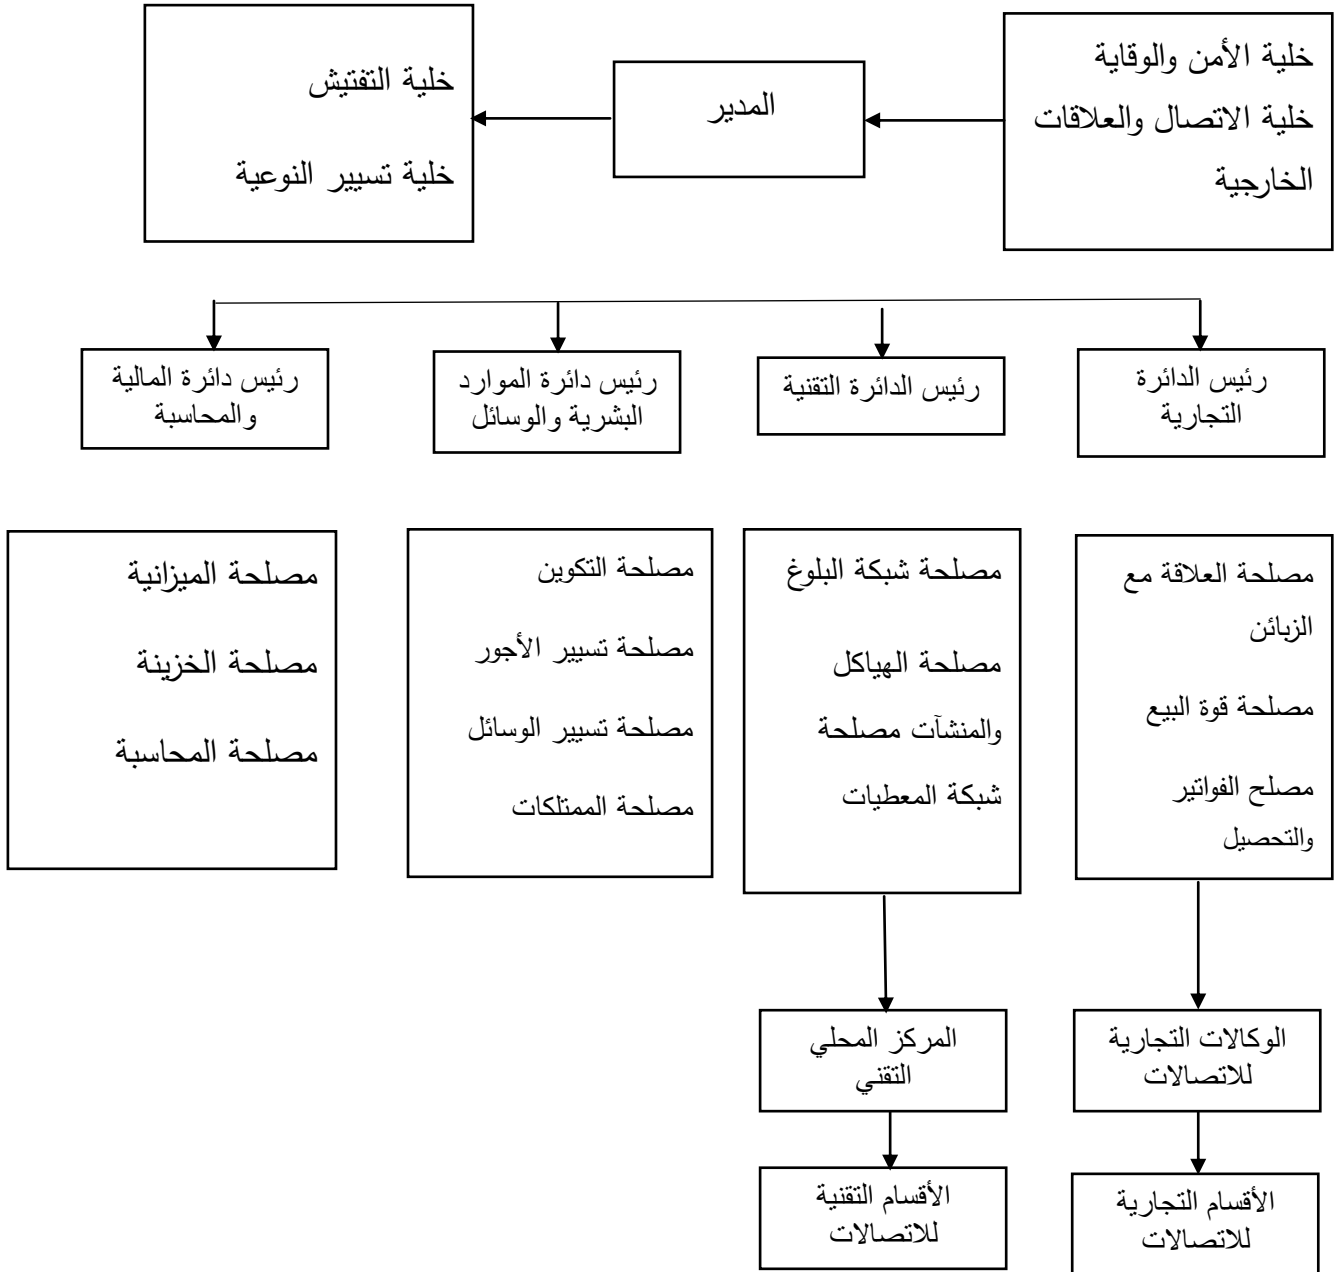 خلية الأمن والوقاية
خلية الاتصال والعلاقات
الخارجية
المدير
خلية التفتيش
خلية تسيير النوعية
رئيس الدائرة
التجارية
رئيس الدائرة التقنية
رئيس دائرة الموارد
البشرية والوسائل
رئيس دائرة المالية
والمحاسبة
مصلحة العلاقة مع
الزبائن
مصلحة قوة البيع
مصلح الفواتير
والتحصيل
مصلحة شبكة البلوغ
مصلحة الهياكل
والمنشآت مصلحة
شبكة المعطيات
مصلحة التكوين
مصلحة تسيير الأجور
مصلحة تسيير الوسائل
مصلحة الممتلكات
مصلحة الميزانية
مصلحة الخزينة
مصلحة المحاسبة
الوكالات التجارية
للاتصالات
المركز المحلي
التقني
الأقسام التجارية
للاتصالات
الأقسام التقنية
للاتصالات